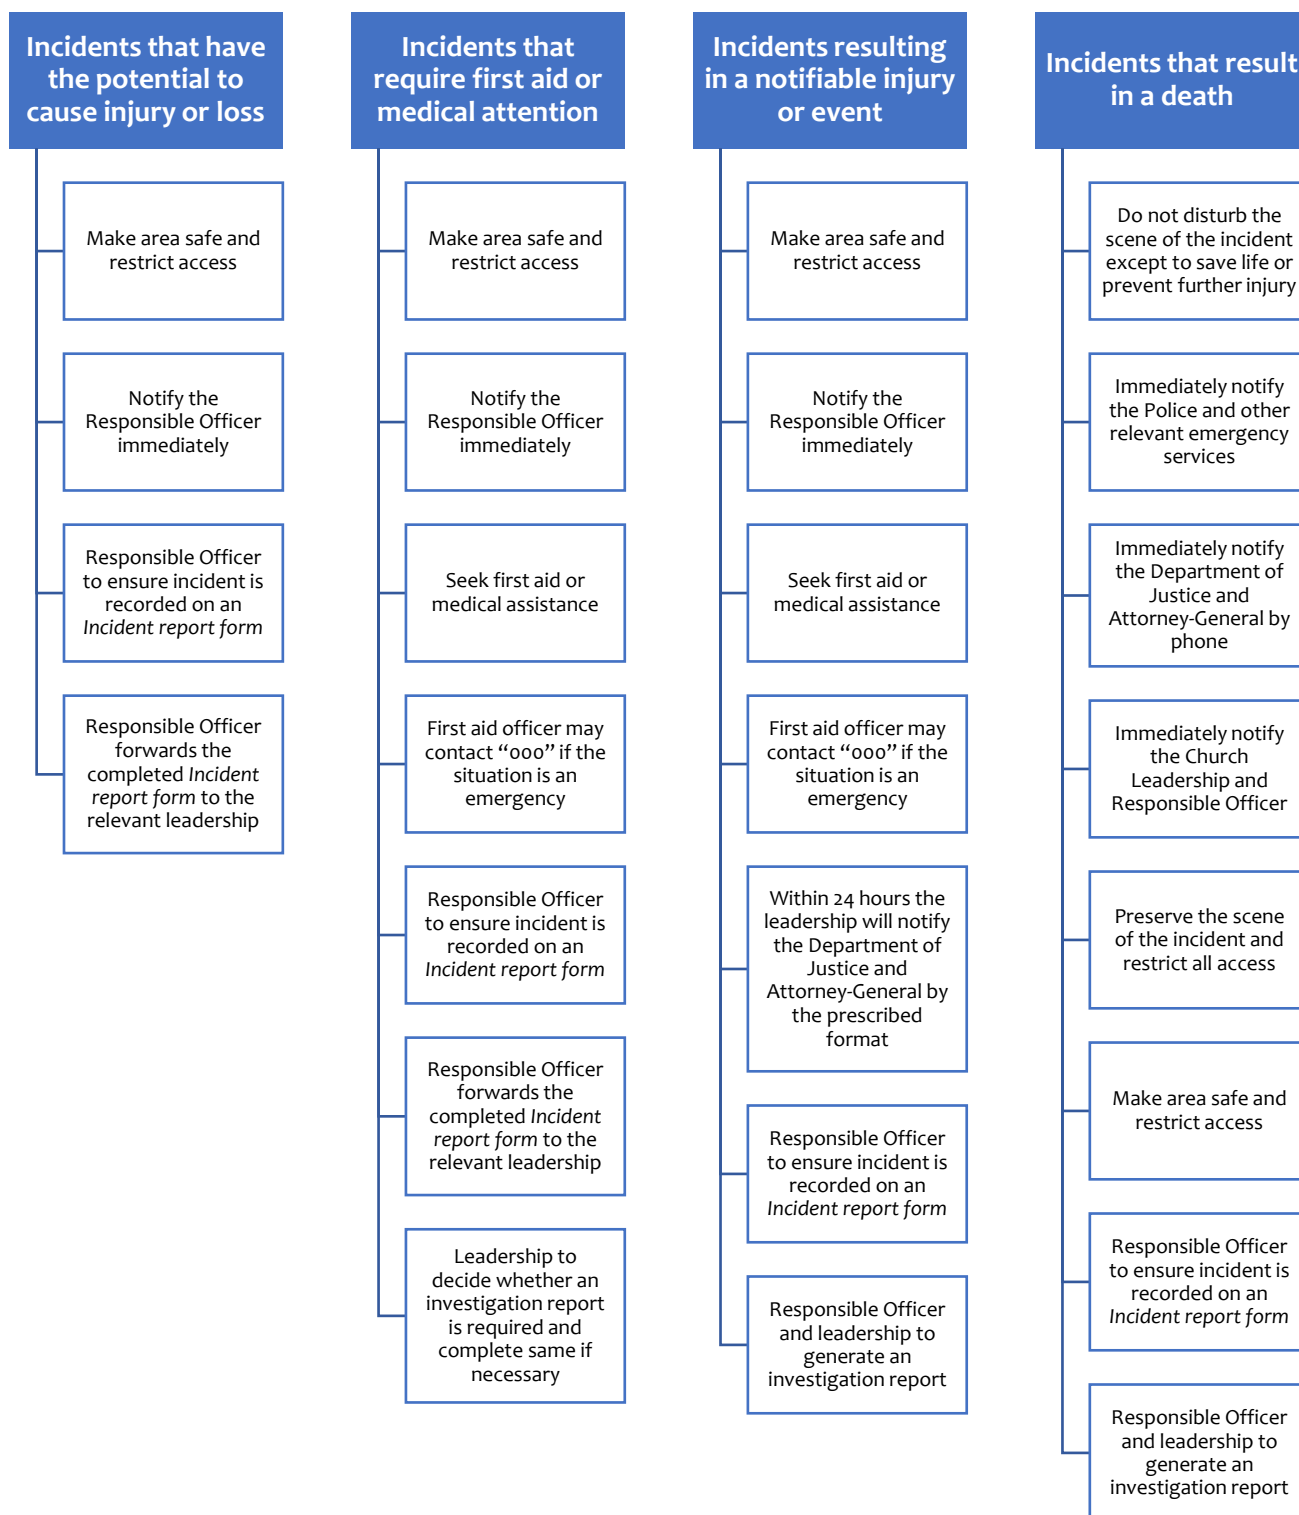 Incidents that have
the potential to
cause injury or loss
Make area safe and
restrict access
Notify the
Responsible Officer
immediately
Responsible Officer
to ensure incident is
recorded on an
Incident report form
Responsible Officer
forwards the
completed Incident
report form to the
relevant leadership
Incidents that
require first aid or
medical attention
Make area safe and
restrict access
Notify the
Responsible Officer
immediately
Seek first aid or
medical assistance
First aid officer may
contact “000” if the
situation is an
emergency
Responsible Officer
to ensure incident is
recorded on an
Incident report form
Responsible Officer
forwards the
completed Incident
report form to the
relevant leadership
Leadership to
decide whether an
investigation report
is required and
complete same if
necessary
Incidents resulting
in a notifiable injury
or event
Make area safe and
restrict access
Notify the
Responsible Officer
immediately
Seek first aid or
medical assistance
First aid officer may
contact “000” if the
situation is an
emergency
Within 24 hours the
leadership will notify
the Department of
Justice and
Attorney-General by
the prescribed
format
Responsible Officer
to ensure incident is
recorded on an
Incident report form
Responsible Officer
and leadership to
generate an
investigation report
Incidents that result
in a death
Do not disturb the
scene of the incident
except to save life or
prevent further injury
Immediately notify
the Police and other
relevant emergency
services
Immediately notify
the Department of
Justice and
Attorney-General by
phone
Immediately notify
the Church
Leadership and
Responsible Officer
Preserve the scene
of the incident and
restrict all access
Make area safe and
restrict access
Responsible Officer
to ensure incident is
recorded on an
Incident report form
Responsible Officer
and leadership to
generate an
investigation report